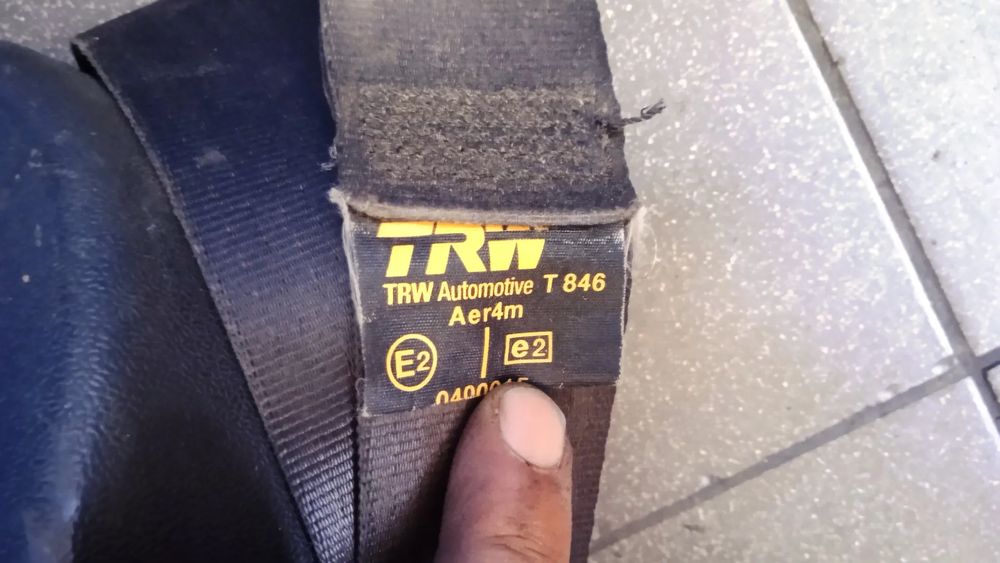 TRW
TRW Automotive T 846
Aer4m
E2 e2